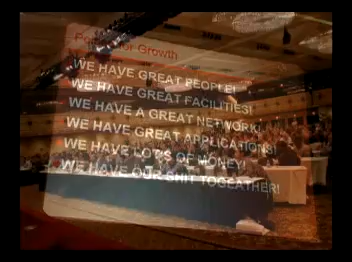 for Growth
WE HAVE GREAT PEOPLE!
WE HAVE GREAT FACILITIES!
WE HAVE A GREAT NETWORK!
WE HAVE GREAT APPLICATIONS!
WE HAVE LOTS OF MONEY!
WE HAVE OUR SHIT TOGEATHER!